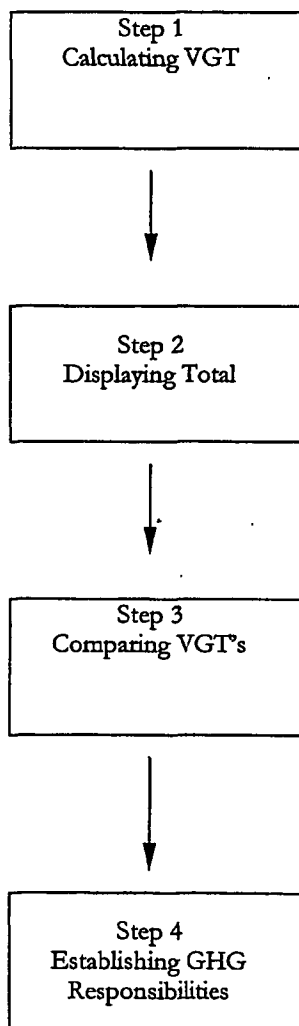 Step 1
Calculating VGT
Step 2
Displaying Total
Step 3
Comparing VGT's
Step 4
Establishing GHG
Responsibilities